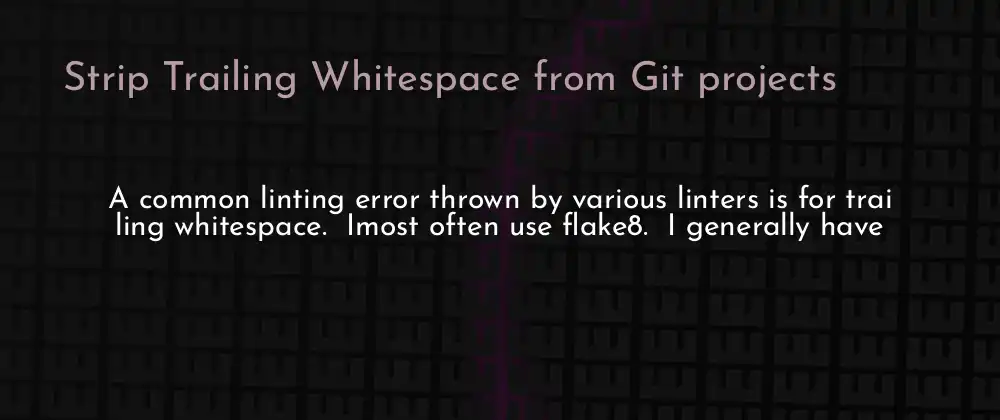 Strip Trailing Whitespace from Git projects
A common linting error thrown by various linters is for trai
ling whitespace.  Imost often use flake8.  I generally have